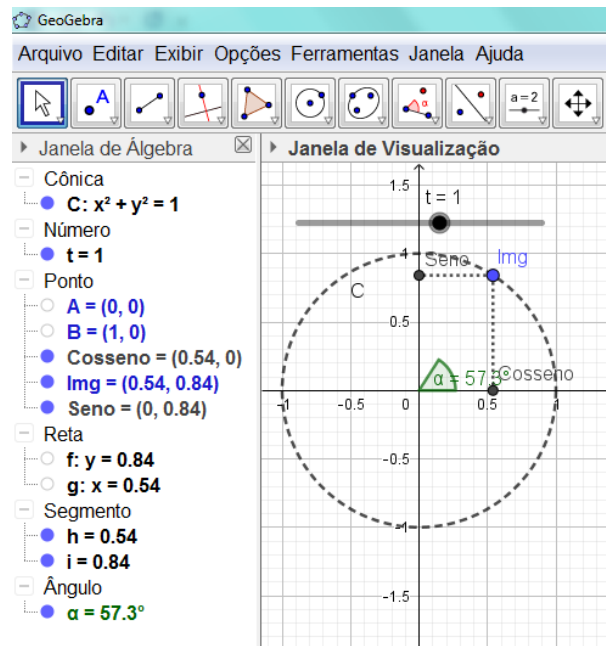 GeoGebra
Arquivo Editar Exibir Opções Ferramentas Janela Ajuda
A
α
a=2
Janela de Álgebra
Cônica
C: x² + y² = 1
Número
t = 1
Ponto
A = (0, 0)
B = (1, 0)
Cosseno = (0.54, 0)
Img = (0.54, 0.84)
Seno = (0, 0.84)
Reta
f: y = 0.84
g: x = 0.54
Segmento
h = 0.54
i = 0.84
Ângulo
α = 57.3°
Janela de Visualização
1.5
t = 1
1
Seno
Img
C
0.5
α = 57.3°
Cosseno
-1
-0.5
0
0.5
1
-0.5
-1
-1.5